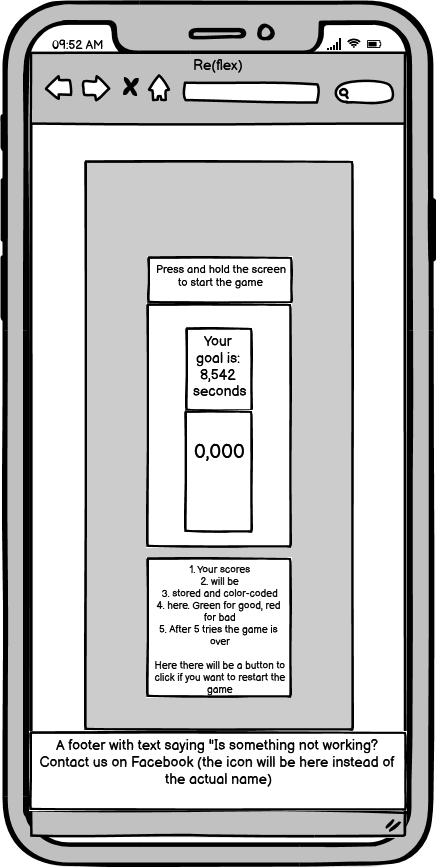 09:52 AM
Re(flex)
Press and hold the screen
to start the game
Your
goal is:
8,542
seconds
0,000
1. Your scores
2. will be
3. stored and color-coded
4. here. Green for good, red
for bad
5. After 5 tries the game is
over
Here there will be a button to
click if you want to restart the
game
A footer with text saying "Is something not working?
Contact us on Facebook (the icon will be here instead of
the actual name)